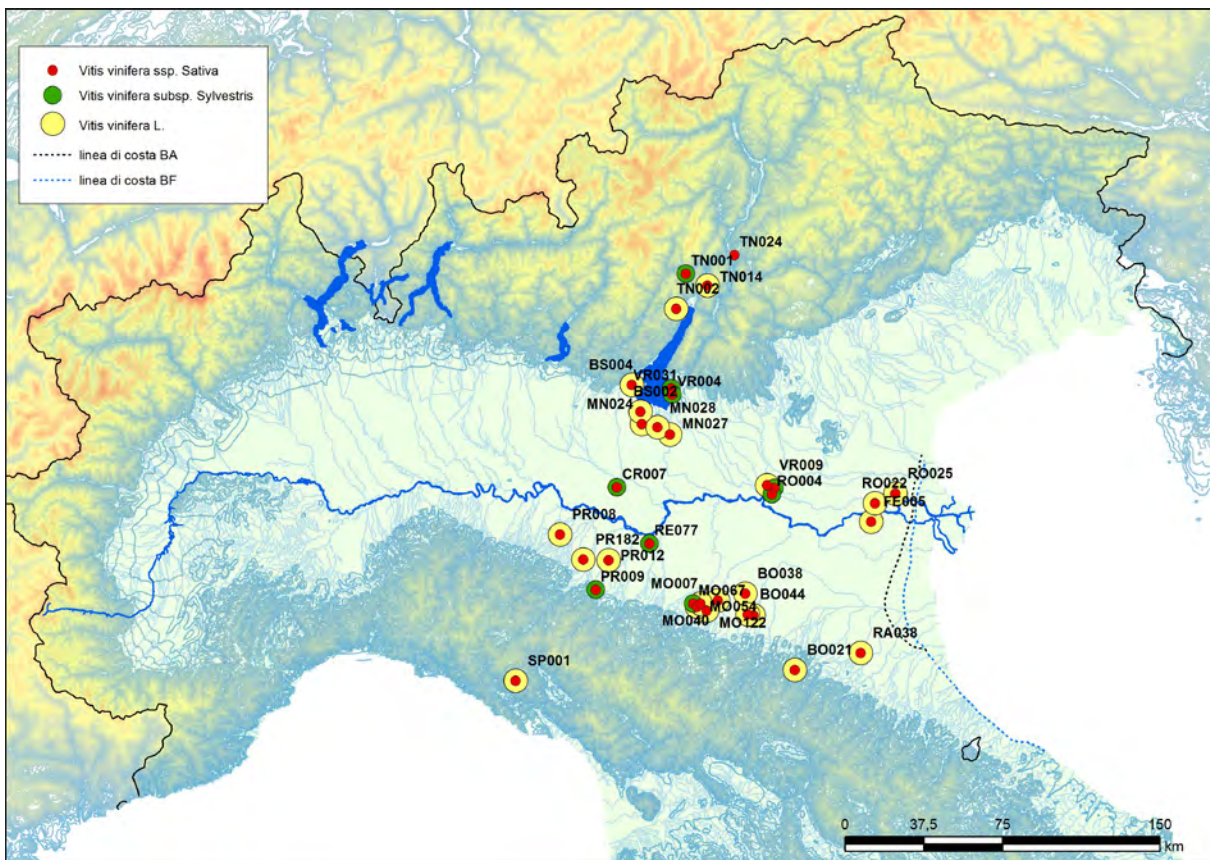 Vitis vinifera ssp. Sativa
Vitis vinifera subsp. Sylvestris
Vitis vinifera L.
linea di costa BA
linea di costa BF
TN024
TN001
TN014
TN002
BS004
VR031
VR004
BS002
MN024
MN028
MN027
CR007
VR009
RO004
RO025
RO022
FE065
PR008
RE077
PR182
PR012
PR009
MO007
MO067
BO038
BO044
MO054
MO040
MO122
BO021
RA038
SP001
0 37,5 75 150
km